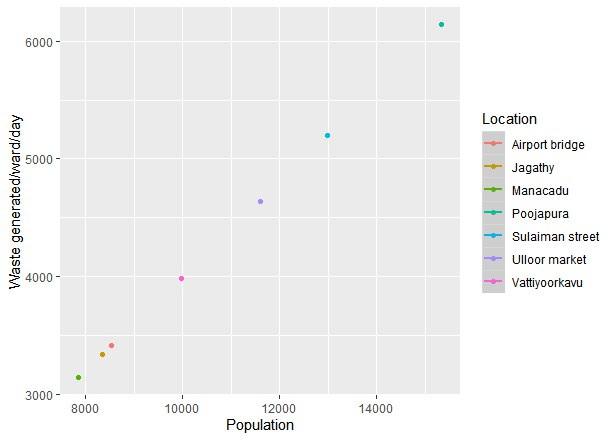 6000
5000
4000
3000
Waste generated/ward/day
8000
10000
12000
14000
Population
Location
Airport bridge
Jagathy
Manacadu
Poojapura
Sulaiman street
Ulloor market
Vattiyoorkavu